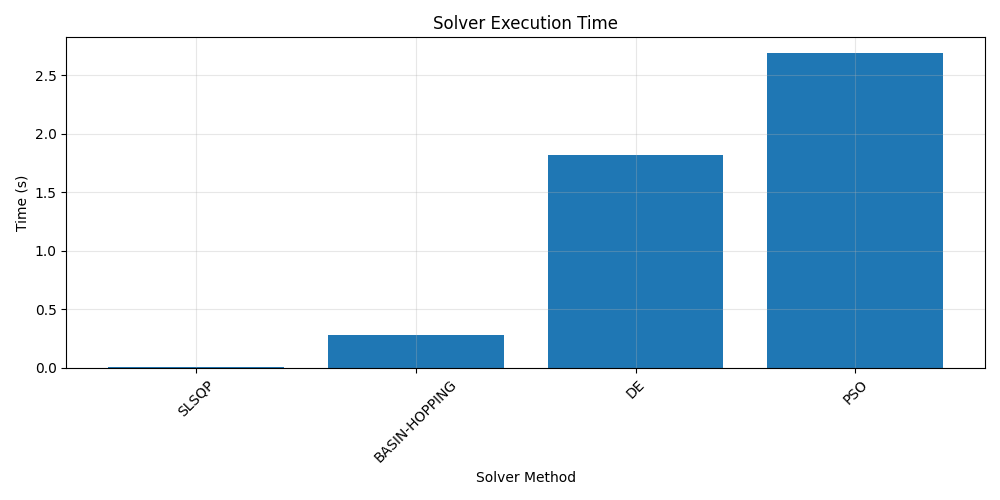 Solver Execution Time
Time (s)
2.5
2.0
1.5
1.0
0.5
0.0
SLSQP
BASIN-HOPPING
DE
PSO
Solver Method